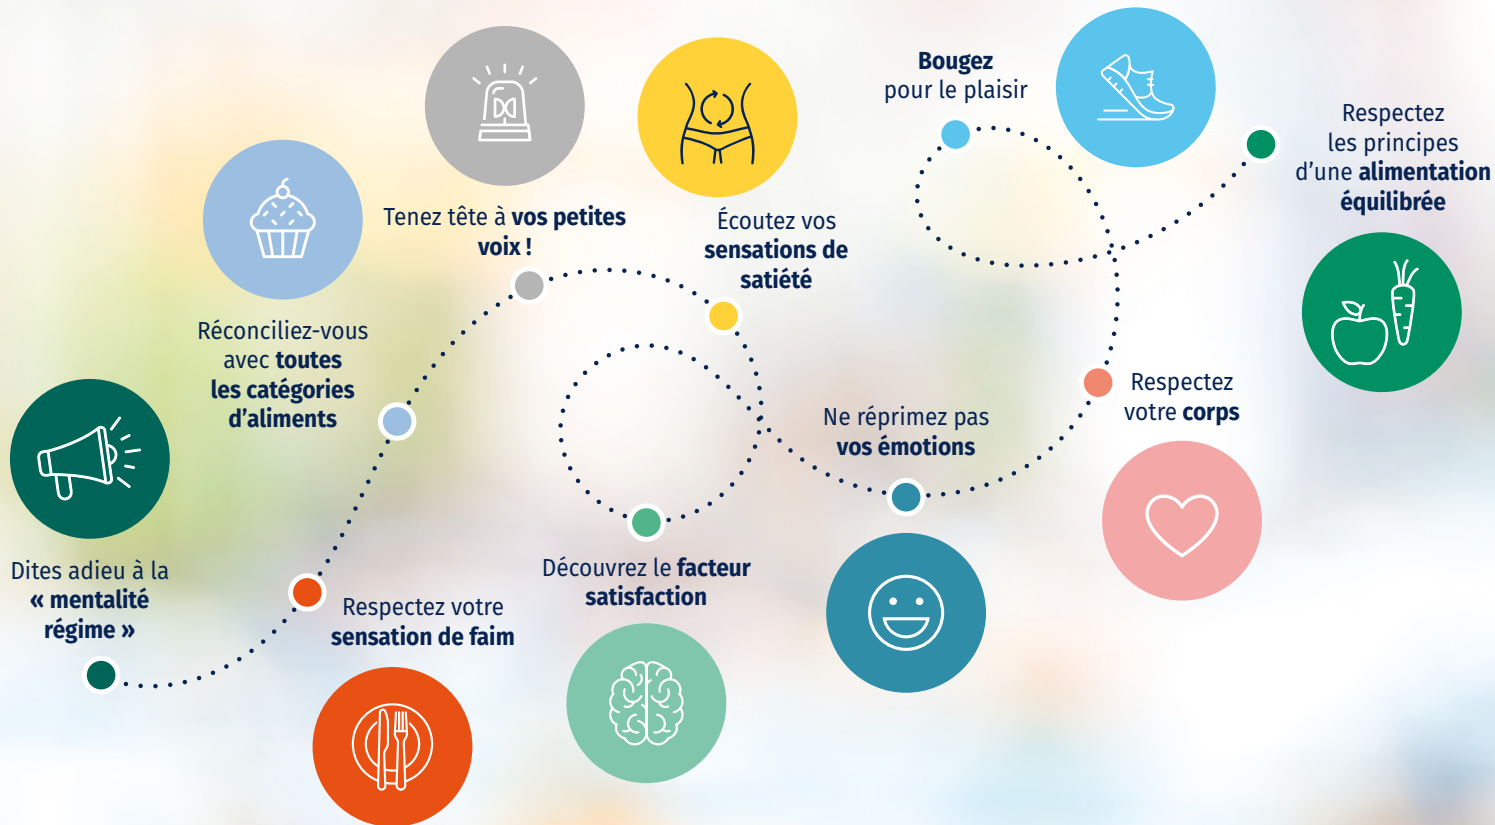 Dites adieu à la
« mentalité
régime »
Respectez votre
sensation de faim
Réconciliez-vous
avec toutes
les catégories
d’aliments
Tenez tête à vos petites
voix !
Écoutez vos
sensations de
satiété
Découvrez le facteur
satisfaction
Ne réprimez pas
vos émotions
Respectez
votre corps
Bougez
pour le plaisir
Respectez
les principes
d’une alimentation
équilibrée